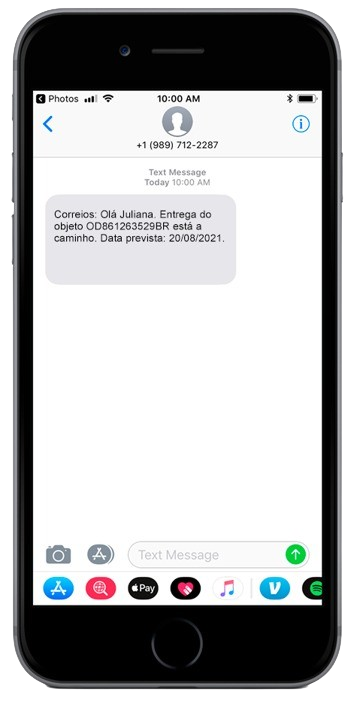 Photos 10:00 AM
+1 (989) 712-2287
Text Message
Today 10:00 AM
Correios: Olá Juliana. Entrega do
objeto OD861263529BR está a
caminho. Data prevista: 20/08/2021.
Text Message
Pay